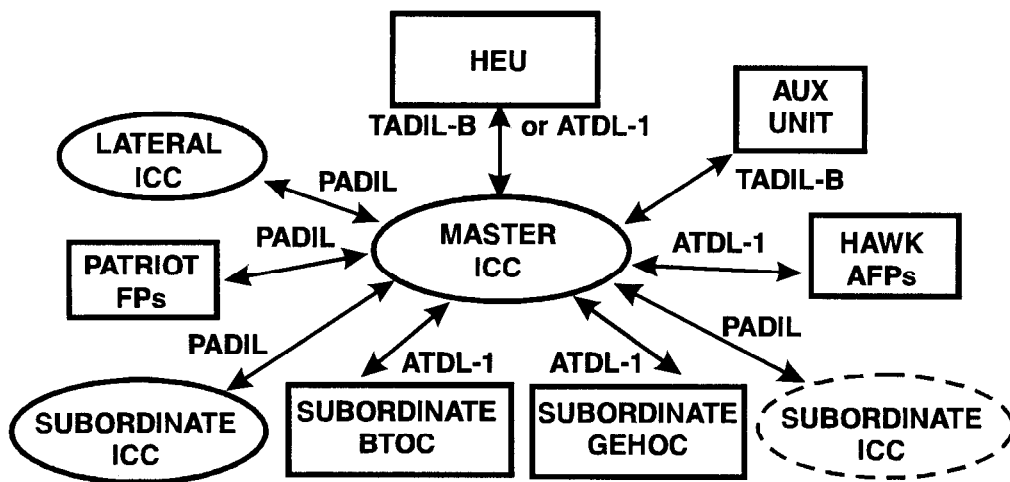 HEU
TADIL-B or ATDL-1
AUX
UNIT
TADIL-B
LATERAL
ICC
PADIL
PATRIOT
FPs
PADIL
MASTER
ICC
ATDL-1
HAWK
AFPs
PADIL
SUBORDINATE
ICC
ATDL-1
SUBORDINATE
BTOC
ATDL-1
SUBORDINATE
GEHOC
PADIL
SUBORDINATE
ICC